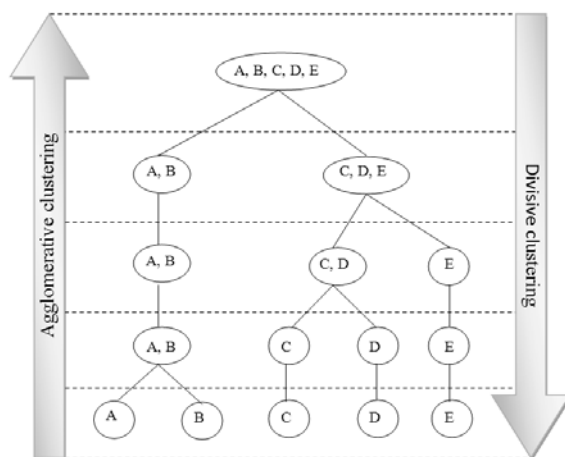 A, B, C, D, E
A, B
C, D, E
A, B
C, D
E
A, B
C
D
E
A
B
C
D
E
Agglomerative clustering
Divisive clustering